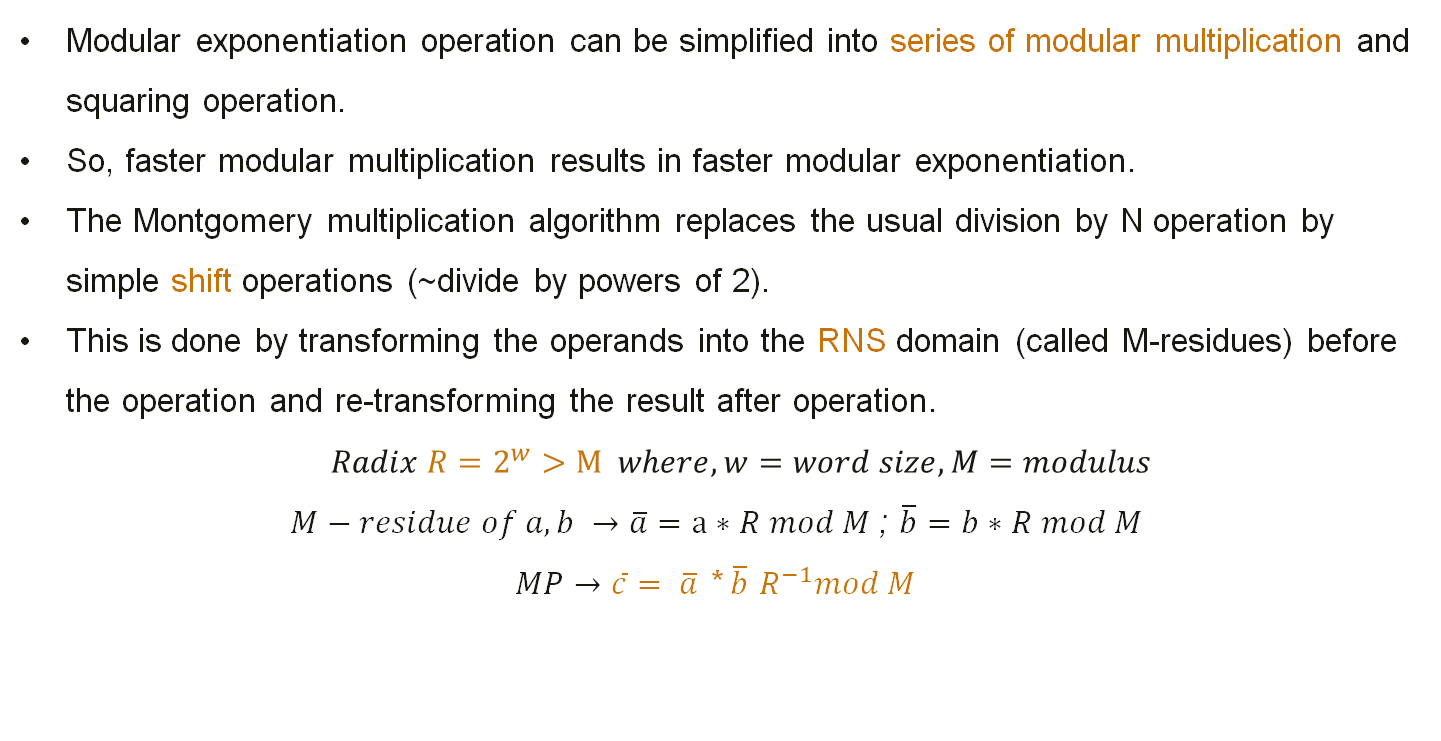 • Modular exponentiation operation can be simplified into series of modular multiplication and
squaring operation.
• So, faster modular multiplication results in faster modular exponentiation.
• The Montgomery multiplication algorithm replaces the usual division by N operation by
simple shift operations (~divide by powers of 2).
• This is done by transforming the operands into the RNS domain (called M-residues) before
the operation and re-transforming the result after operation.
Radix R = 2ʷ > M where, w = word size, M = modulus
M − residue of a, b → a̅ = a ∗ R mod M ; b̅ = b ∗ R mod M
MP → c̅ = a̅ * b̅ R⁻¹mod M